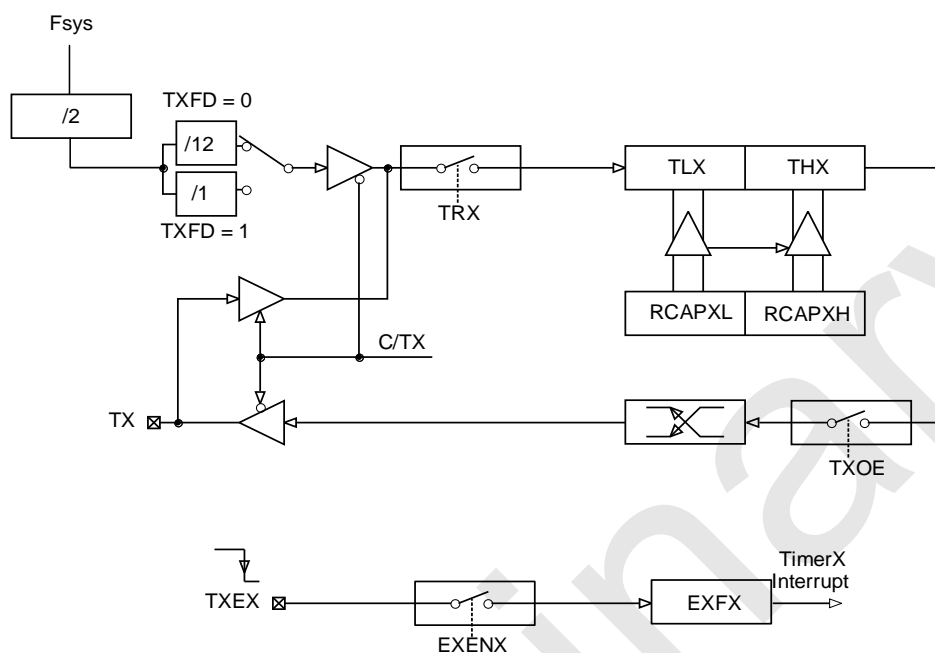 Fsys
/2
TXFD = 0
/12
/1
TXFD = 1
TRX
TLX
THX
RCAPXL
RCAPXH
C/TX
TX
TXOE
TXEX
EXENX
EXFX
TimerX
Interrupt